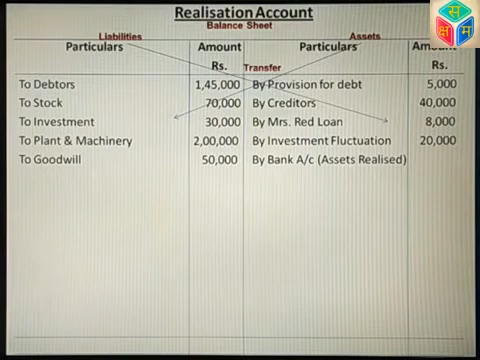 Realisation Account
Balance Sheet
Liabilities Assets
Particulars Amount Rs. Particulars Rs.
Transfer
To Debtors 1,45,000 By Provision for debt 5,000
To Stock 70,000 By Creditors 40,000
To Investment 30,000 By Mrs. Red Loan 8,000
To Plant & Machinery 2,00,000 By Investment Fluctuation 20,000
To Goodwill 50,000 By Bank A/c (Assets Realised)
स
क्ष म